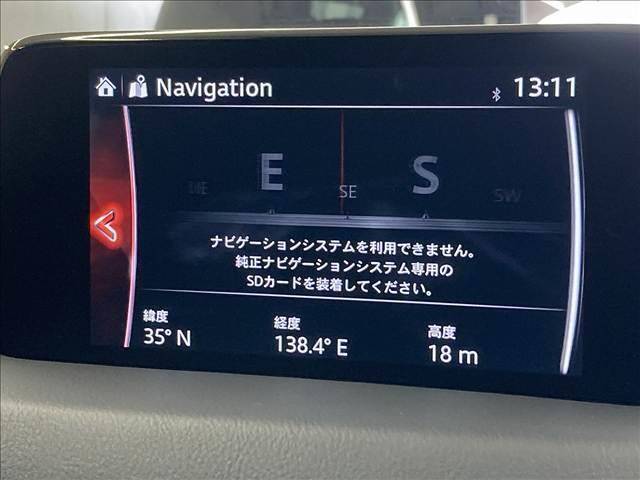 Navigation 13:11
E S
SE SW
ナビゲーションシステムを利用できません。
純正ナビゲーションシステム専用の
SDカードを装着してください。
緯度 経度 高度
35° N 138.4° E 18 m